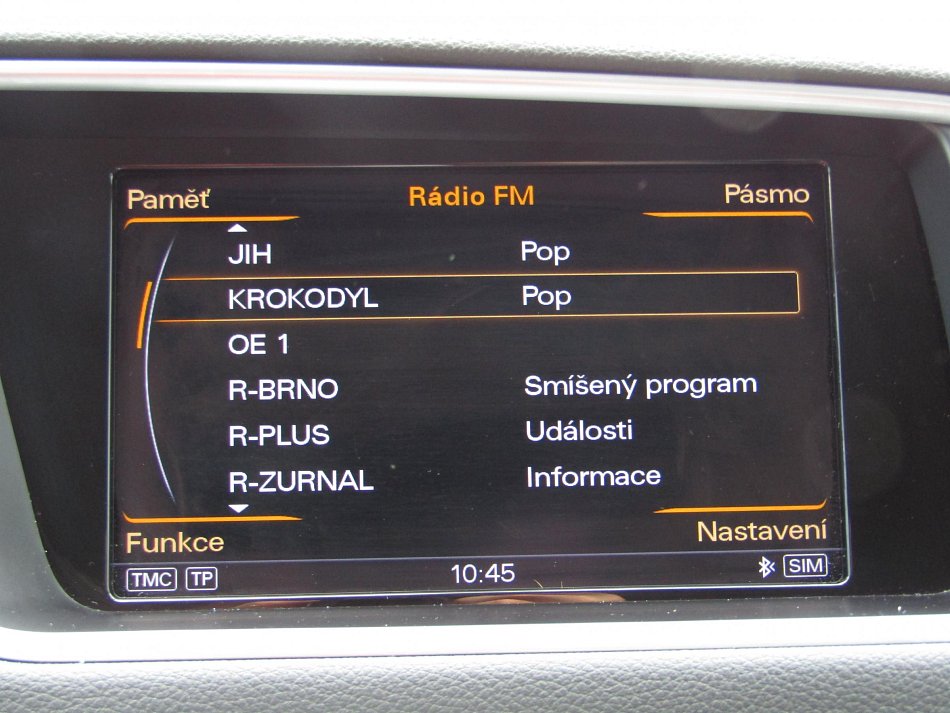 Paměť Rádio FM Pásmo
JIH Pop
KROKODYL Pop
OE 1
R-BRNO Smíšený program
R-PLUS Události
R-ZURNAL Informace
Funkce Nastavení
TMC TP 10:45 SIM